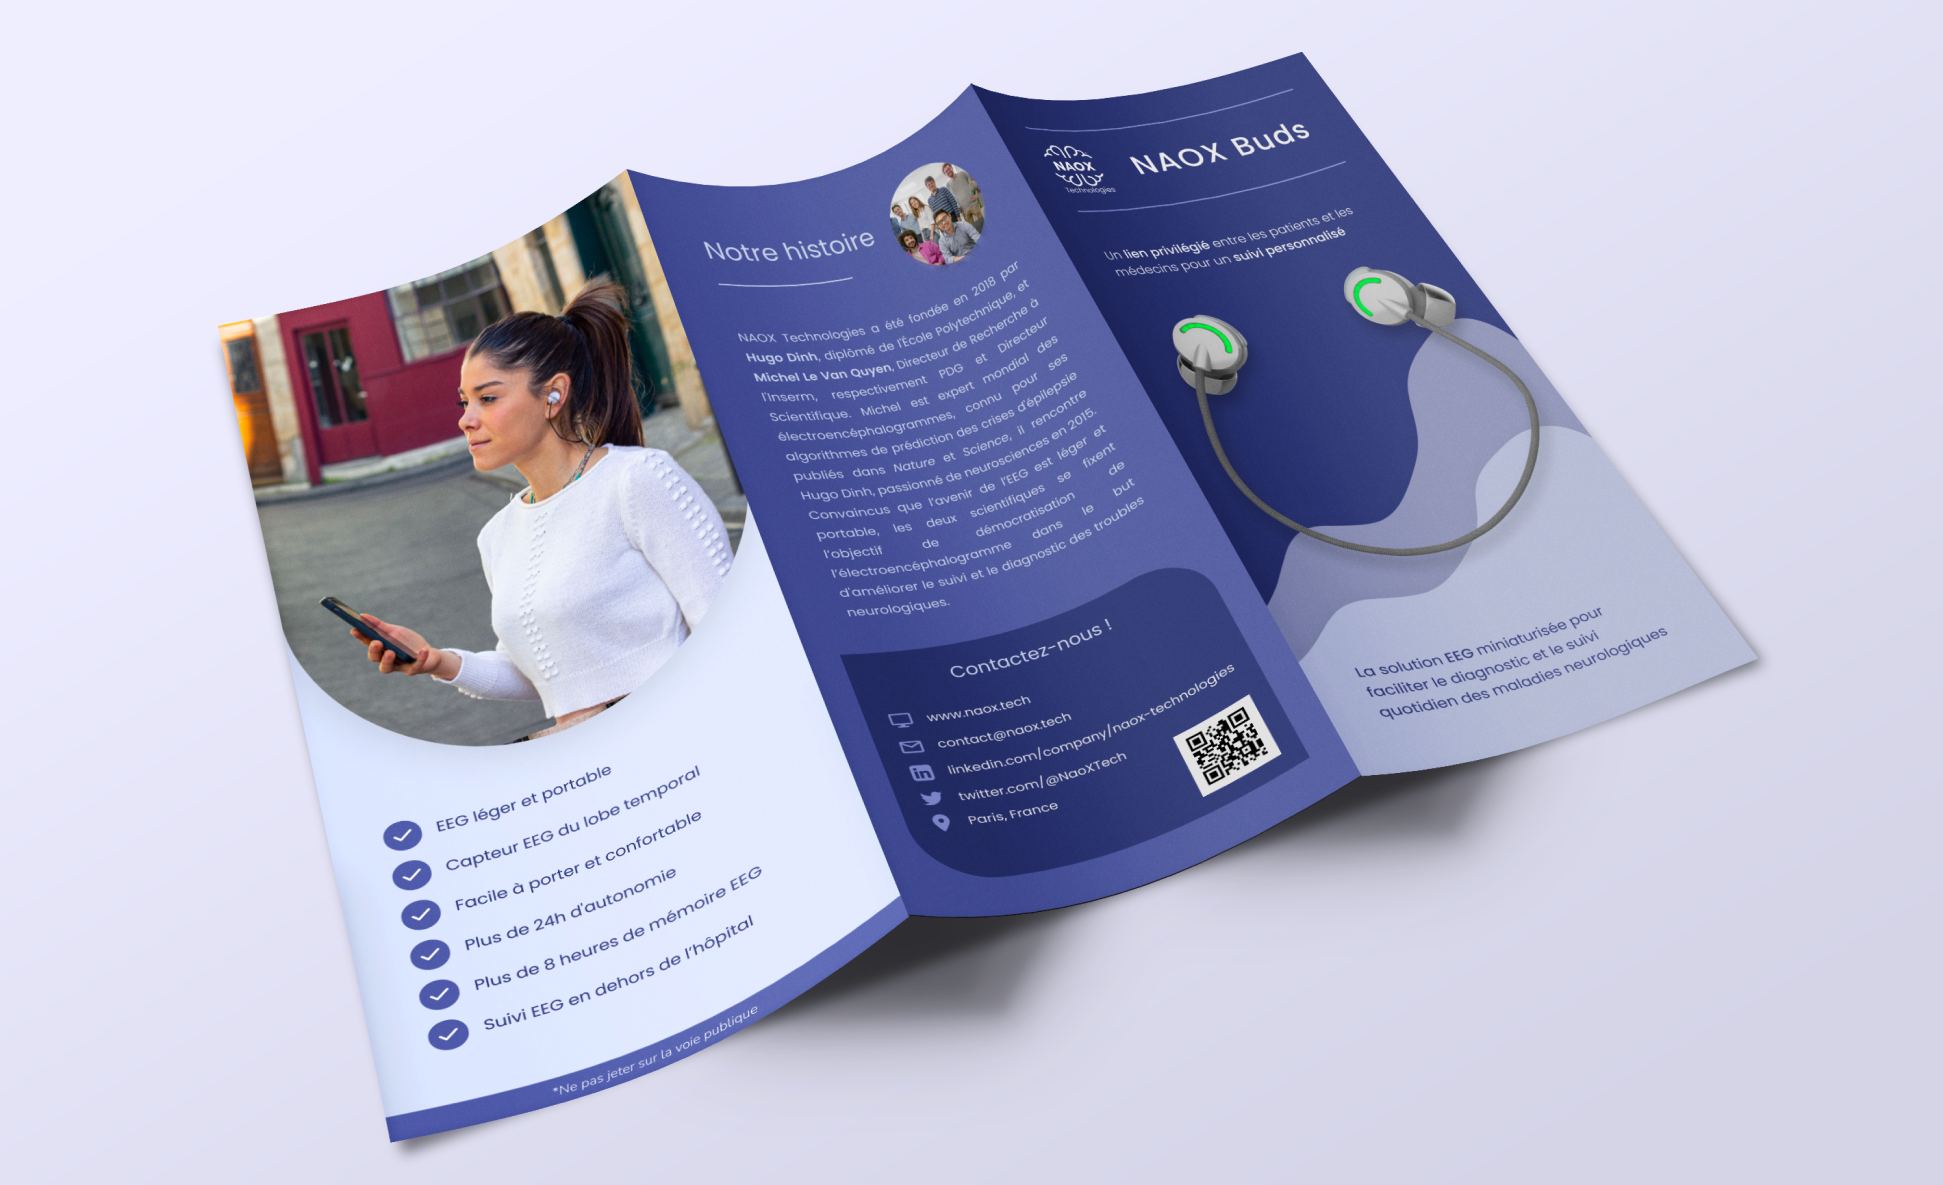 EEG léger et portable
Capteur EEG du lobe temporal
Facile à porter et confortable
Plus de 24h d'autonomie
Plus de 8 heures de mémoire EEG
Suivi EEG en dehors de l'hôpital
*Ne pas jeter sur la voie publique
Notre histoire
NAOX Technologies a été fondée en 2018 par
Hugo Dinh, diplômé de l'École Polytechnique, et
Michel Le Van Quyen, Directeur de Recherche à
l'Inserm, respectivement PDG et Directeur
Scientifique. Michel est expert mondial des
électroencéphalogrammes, connu pour ses
algorithmes de prédiction des crises d'épilepsie
publiés dans Nature et Science, il rencontre
Hugo Dinh, passionné de neurosciences en 2015.
Convaincus que l'avenir de l'EEG est léger et
portable, les deux scientifiques se fixent
l'objectif de démocratisation de
l'électroencéphalogramme dans le but
d'améliorer le suivi et le diagnostic des troubles
neurologiques.
Contactez-nous !
www.naox.tech
contact@naox.tech
linkedin.com/company/naox-technologies
twitter.com/@NaoXTech
Paris, France
NAOX
Technologies
NAOX Buds
Un lien privilégié entre les patients et les
médecins pour un suivi personnalisé
La solution EEG miniaturisée pour
faciliter le diagnostic et le suivi
quotidien des maladies neurologiques